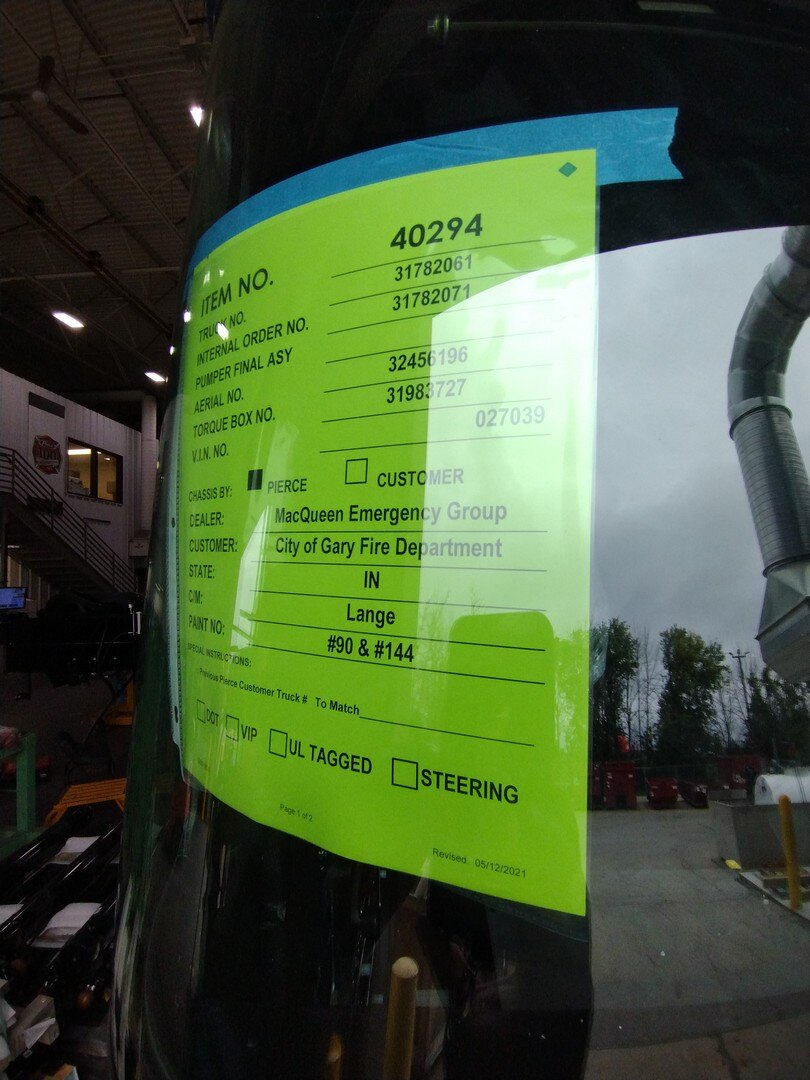 ITEM NO. 40294
TRUCK NO. 31782061
INTERNAL ORDER NO. 31782071
PUMPER FINAL ASY
AERIAL NO. 32456196
TORQUE BOX NO. 31983727
V.I.N. NO. 027039
CHASSIS BY: PIERCE CUSTOMER
DEALER: MacQueen Emergency Group
CUSTOMER: City of Gary Fire Department
STATE: IN
C/M: Lange
PAINT NO: #90 & #144
SPECIAL INSTRUCTIONS:
Previous Pierce Customer Truck # To Match
DOT VIP UL TAGGED STEERING
Page 1 of 2
Revised 05/12/2021